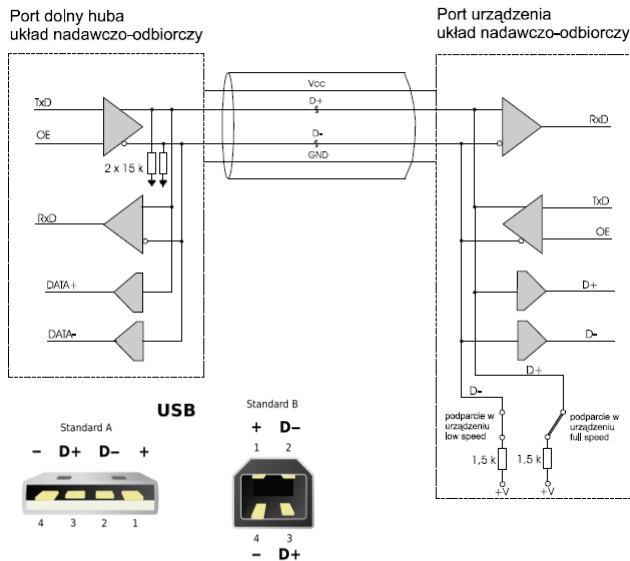 Port dolny huba
układ nadawczo-odbiorczy
Port urządzenia
układ nadawczo-odbiorczy
TxD
OE
2 x 15 k
RxD
DATA+
DATA-
Vcc
D+
D-
GND
RxD
TxD
OE
D+
D-
D+
D-
podparcie w
urządzeniu
low speed
podparcie w
urządzeniu
full speed
1,5 k
1,5 k
+V
+V
USB
Standard A
− D+ D− +
4 3 2 1
Standard B
+ D−
1 2
4 3
− D+